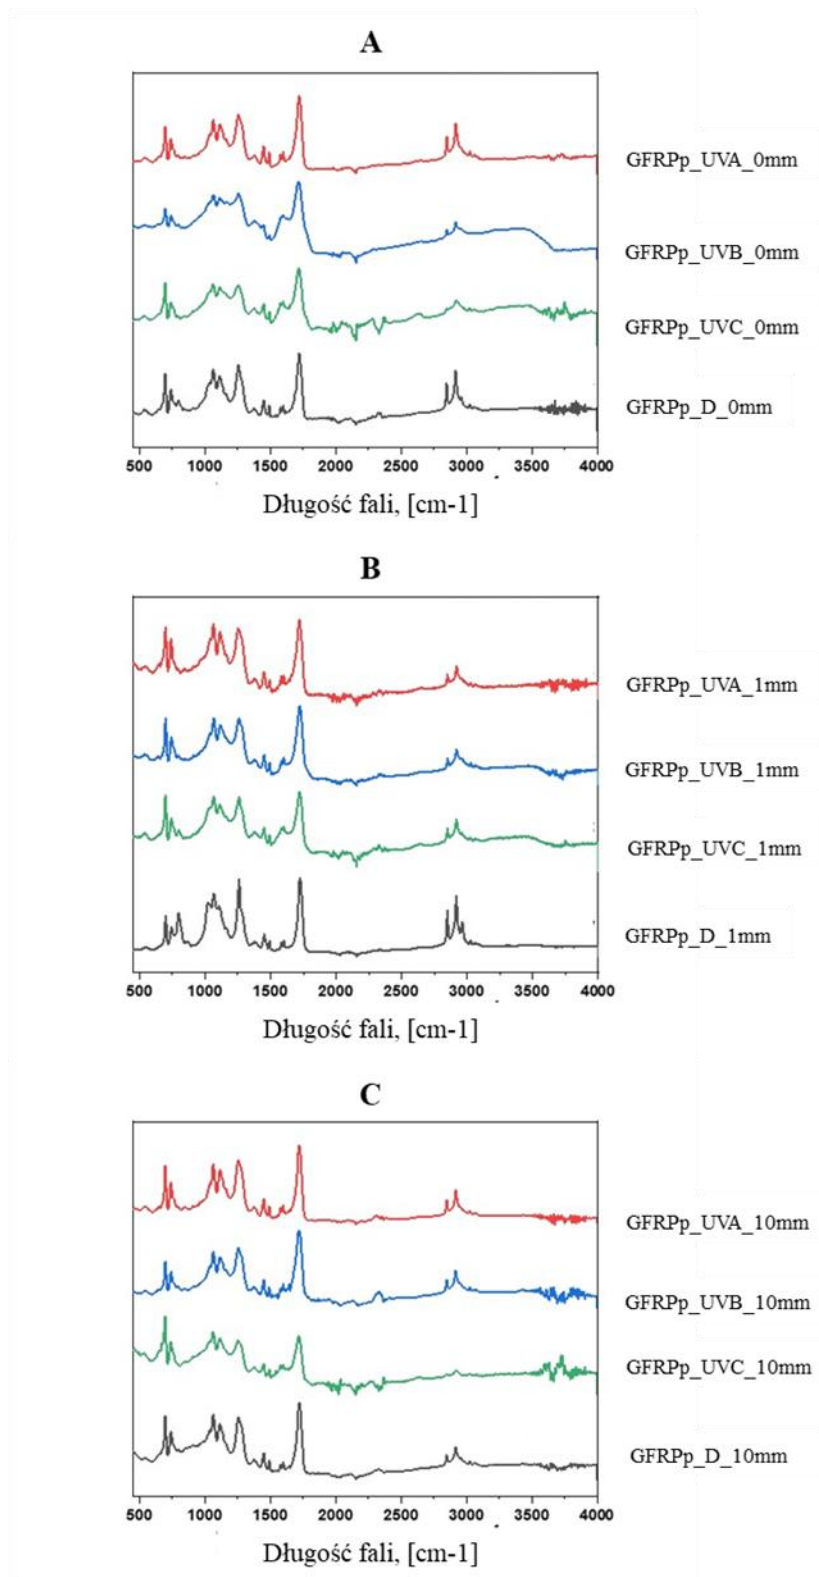 A
GFRPp_UVA_0mm
GFRPp_UVB_0mm
GFRPp_UVC_0mm
GFRPp_D_0mm
500 1000 1500 2000 2500 3000 3500 4000
Długość fali, [cm-1]
B
GFRPp_UVA_1mm
GFRPp_UVB_1mm
GFRPp_UVC_1mm
GFRPp_D_1mm
500 1000 1500 2000 2500 3000 3500 4000
Długość fali, [cm-1]
C
GFRPp_UVA_10mm
GFRPp_UVB_10mm
GFRPp_UVC_10mm
GFRPp_D_10mm
500 1000 1500 2000 2500 3000 3500 4000
Długość fali, [cm-1]